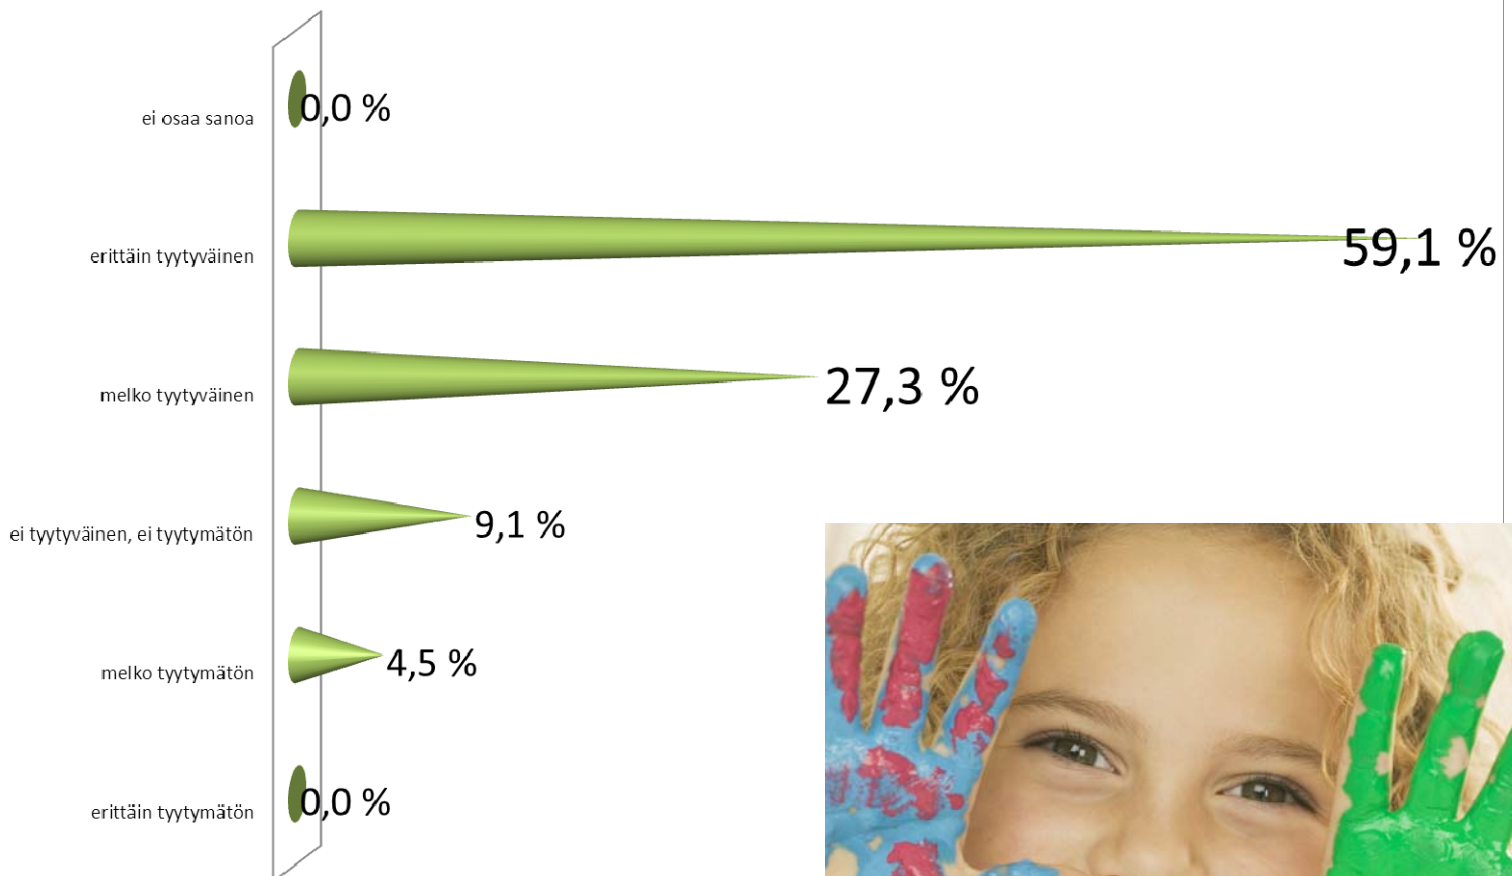 ei osaa sanoa 0,0 %
erittäin tyytyväinen 59,1 %
melko tyytyväinen 27,3 %
ei tyytyväinen, ei tyytymätön 9,1 %
melko tyytymätön 4,5 %
erittäin tyytymätön 0,0 %